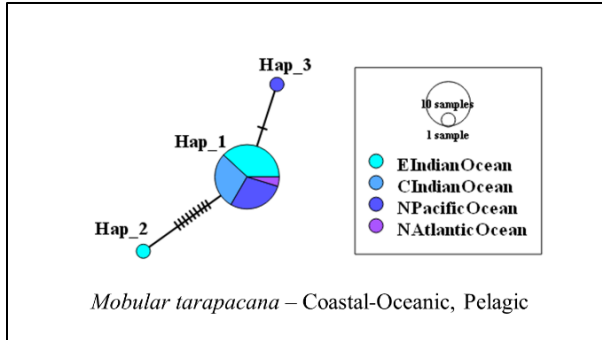 Hap_3
Hap_1
Hap_2
10 samples
1 sample
EIndianOcean
CIndianOcean
NPacificOcean
NAtlanticOcean
Mobular tarapacana – Coastal-Oceanic, Pelagic